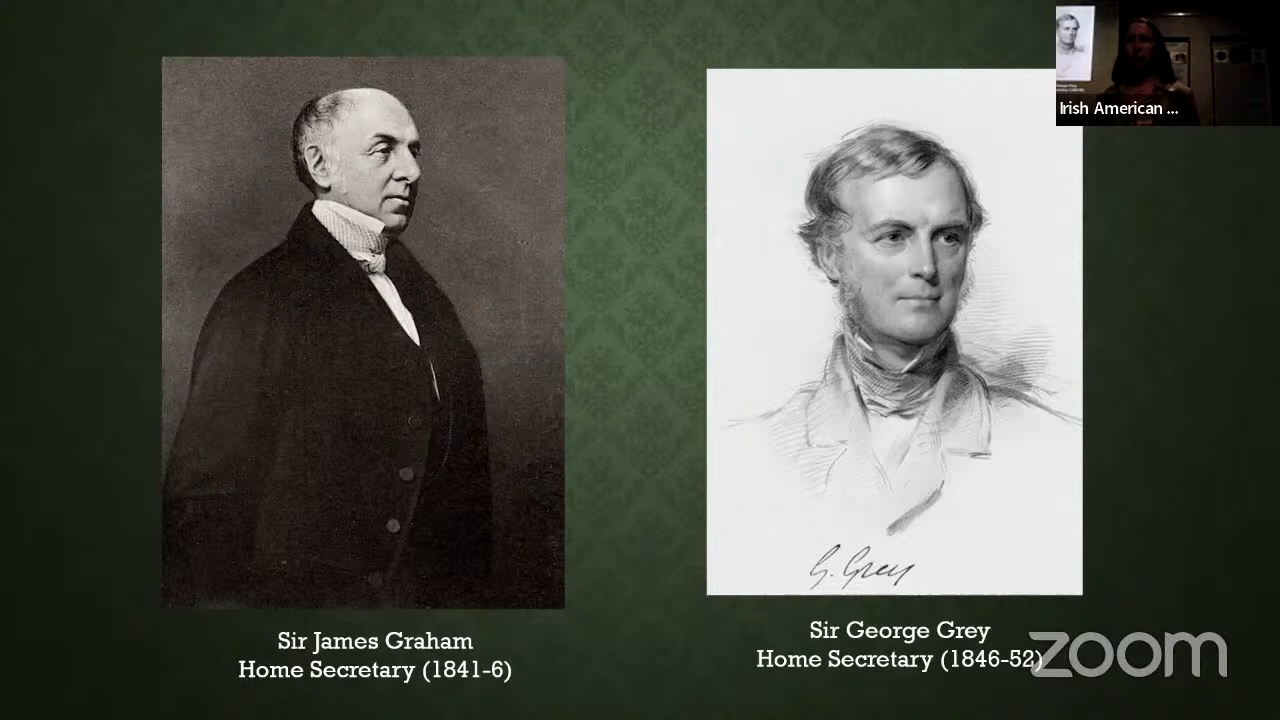 Irish American ...
G. Grey
Sir James Graham
Home Secretary (1841-6)
Sir George Grey
Home Secretary (1846-52)
zoom